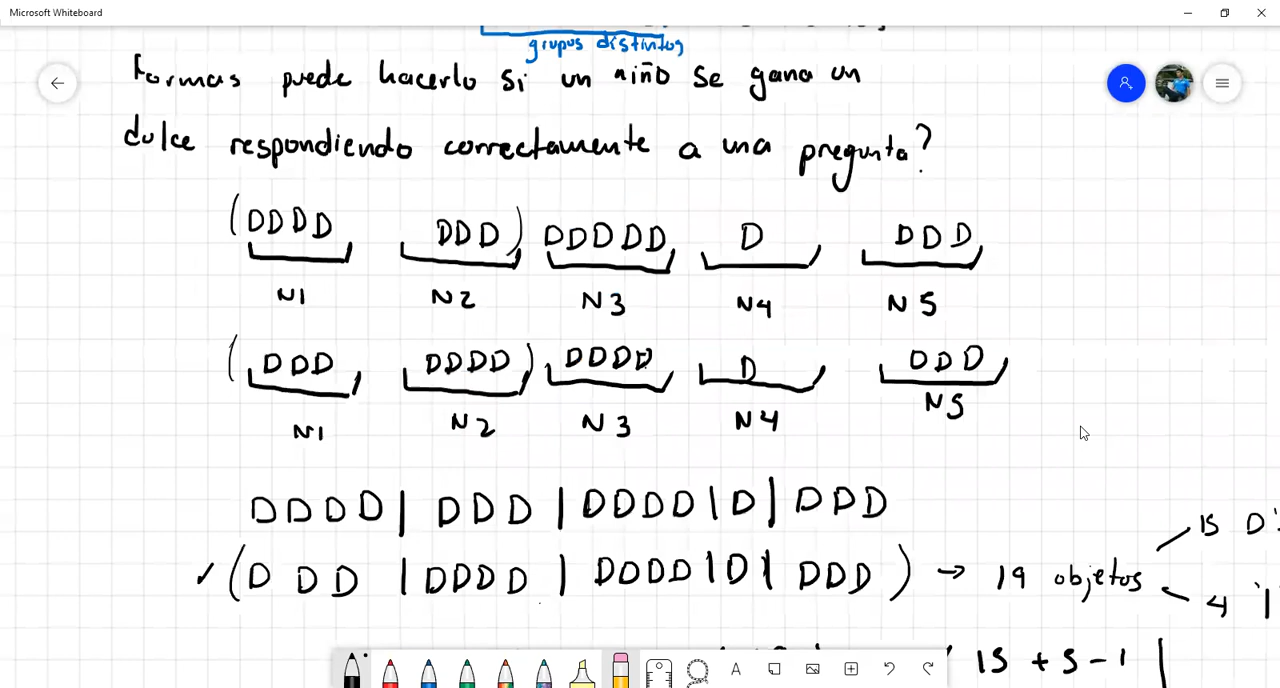 Microsoft Whiteboard
grupos distintos
formas puede hacerlo si un niño se gana un
dulce respondiendo correctamente a una pregunta?
(DDDD DDD) DDDDD D DDD
N1 N2 N3 N4 N5
(DDD DDDD) DDDD D DDD
N1 N2 N3 N4 N5
DDDD | DDD | DDDD | D | DDD
✓ (DDD | DDDD | DDDD | D | DDD) → 19 objetos
15 D'
4 '|
15 + 5 - 1
A